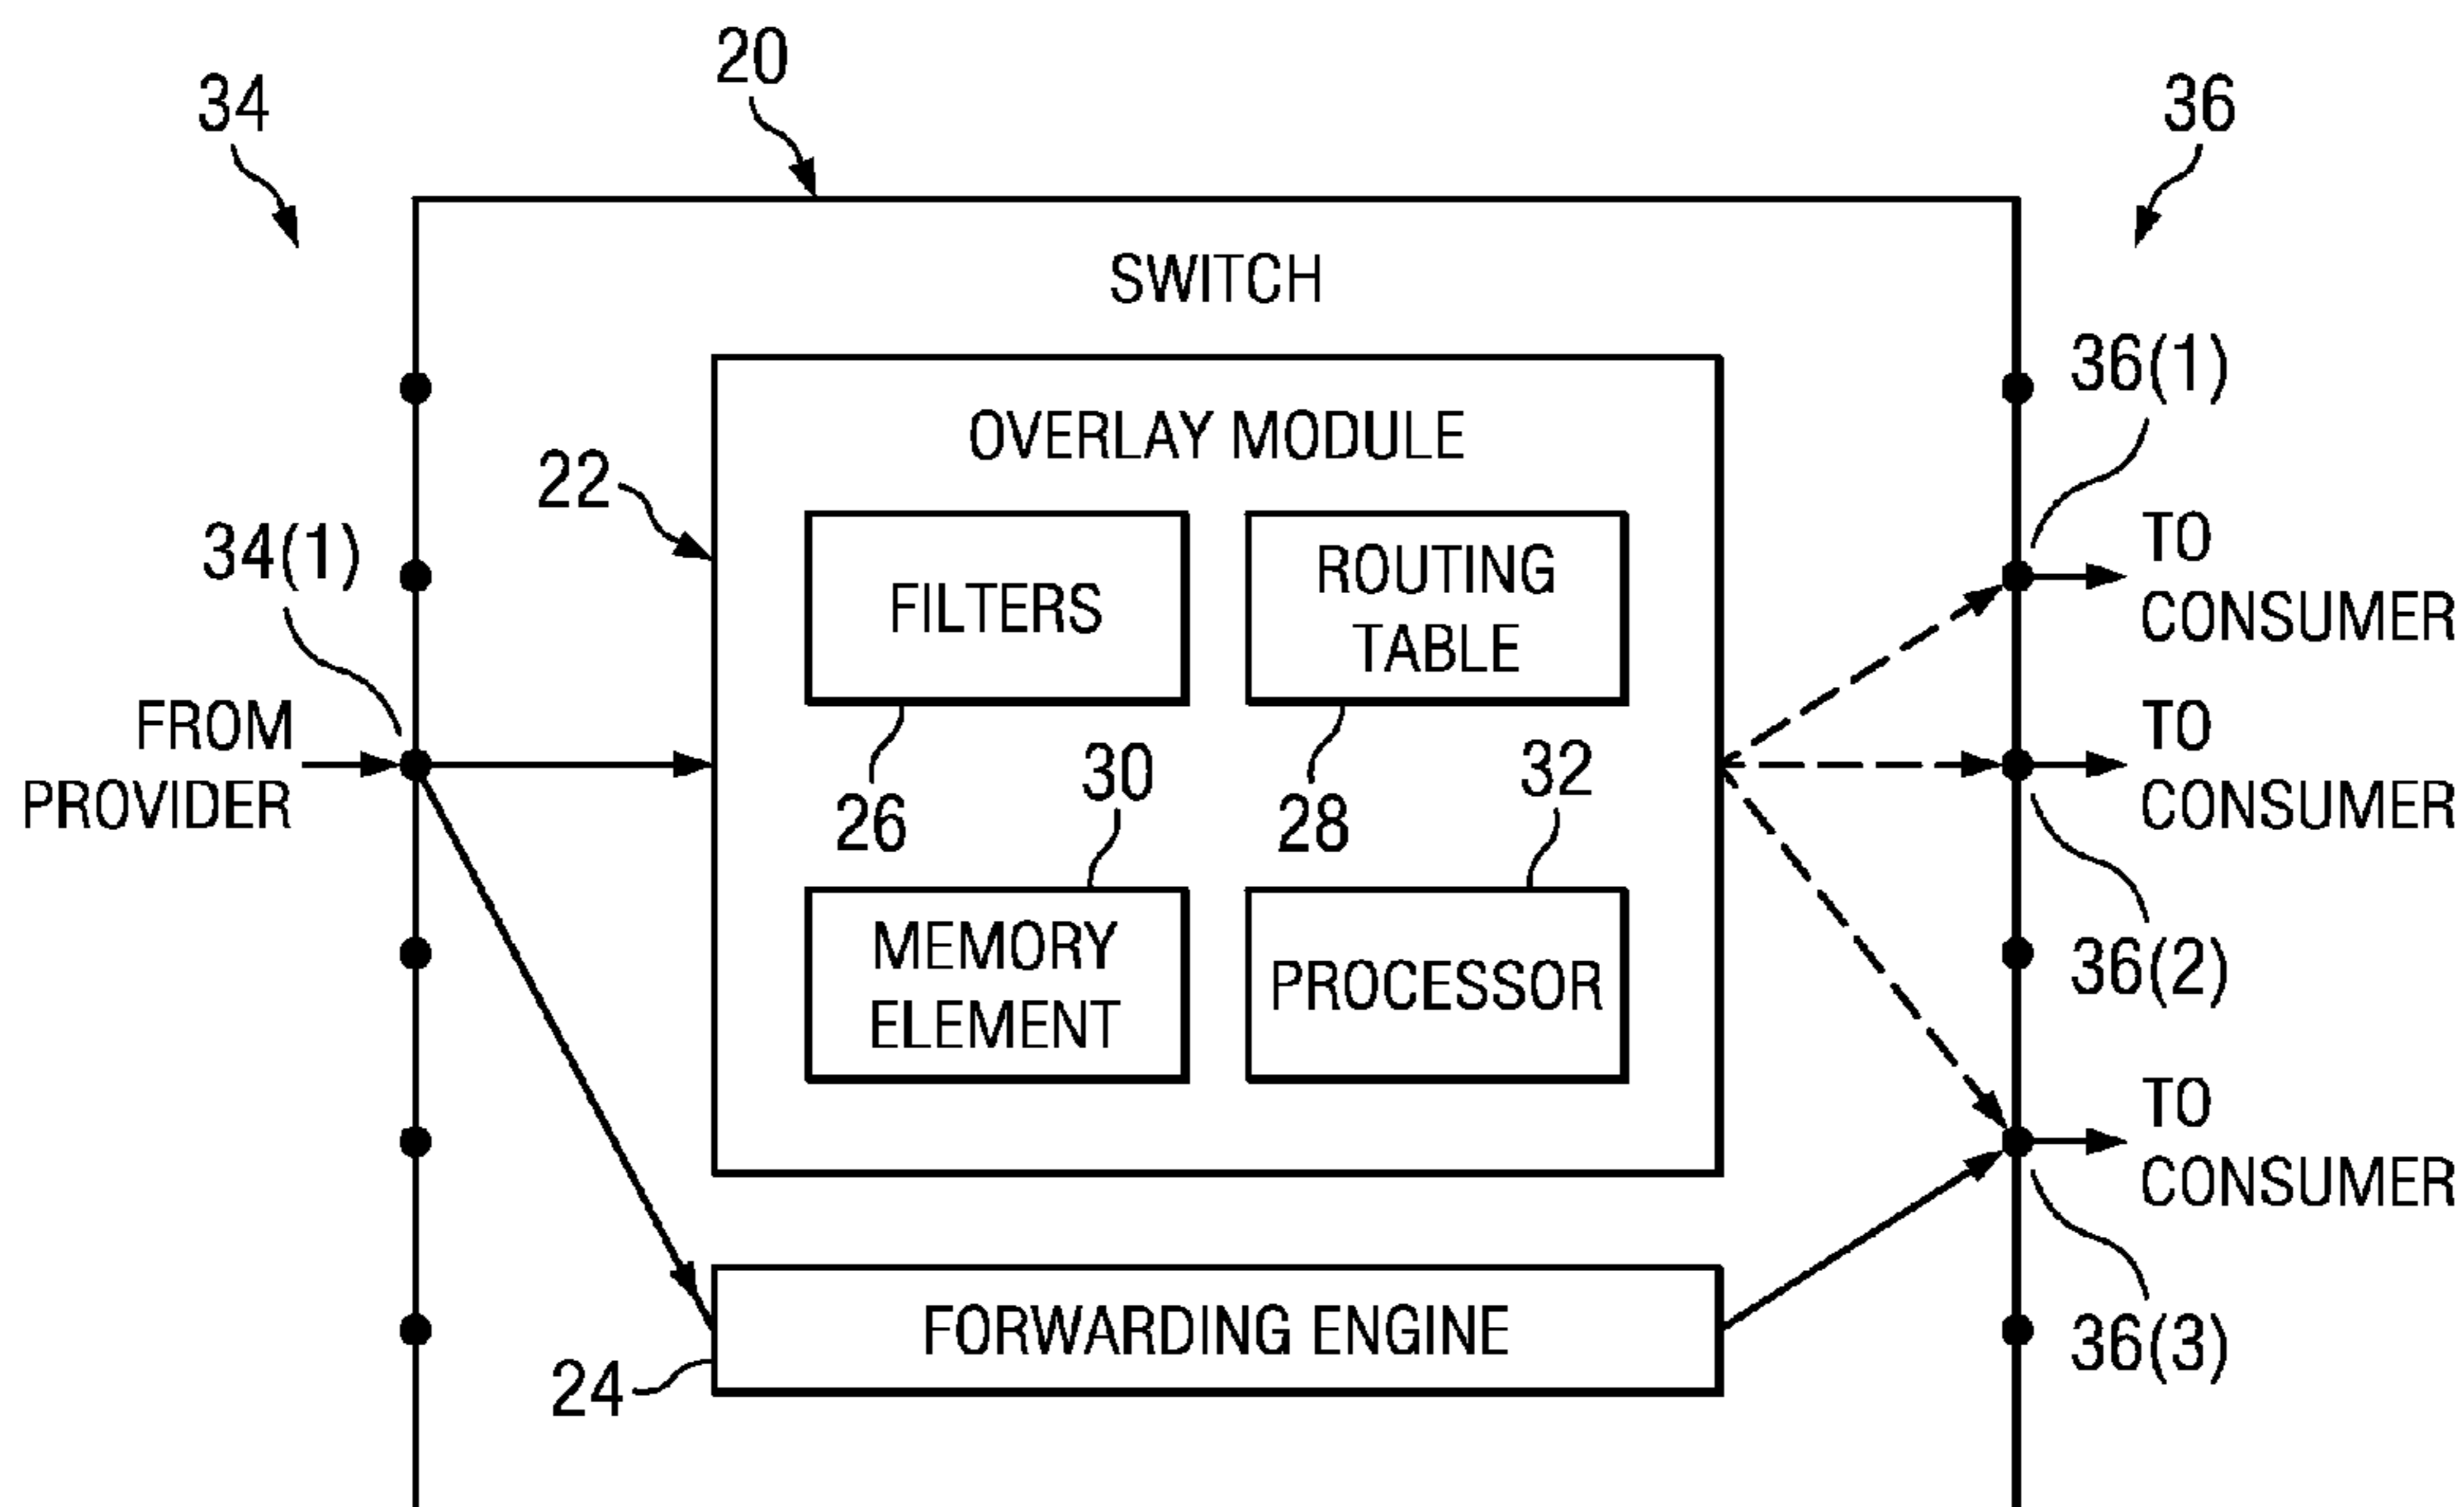 20
34
36
SWITCH
36(1)
OVERLAY MODULE
22
34(1)
FILTERS
ROUTING
TABLE
TO
CONSUMER
FROM
PROVIDER
26
30
28
32
TO
CONSUMER
MEMORY
ELEMENT
PROCESSOR
36(2)
TO
CONSUMER
FORWARDING ENGINE
24
36(3)